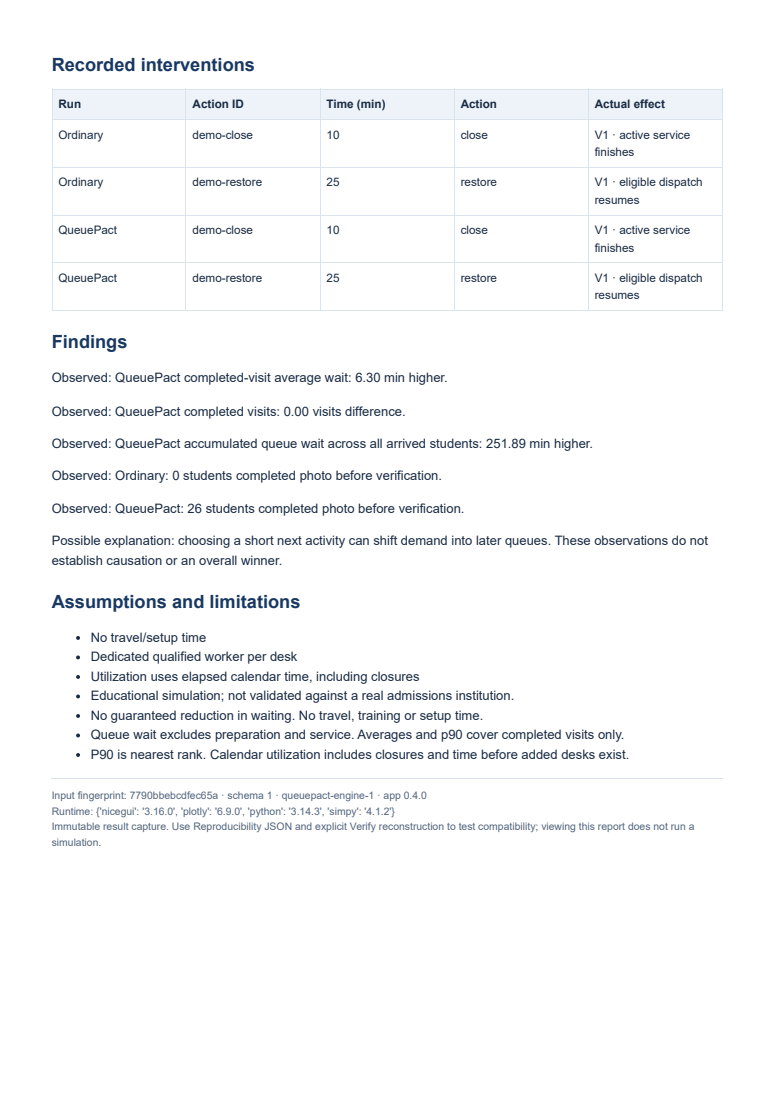 Recorded interventions
Run Action ID Time (min) Action Actual effect
Ordinary demo-close 10 close V1 · active service
finishes
Ordinary demo-restore 25 restore V1 · eligible dispatch
resumes
QueuePact demo-close 10 close V1 · active service
finishes
QueuePact demo-restore 25 restore V1 · eligible dispatch
resumes
Findings
Observed: QueuePact completed-visit average wait: 6.30 min higher.
Observed: QueuePact completed visits: 0.00 visits difference.
Observed: QueuePact accumulated queue wait across all arrived students: 251.89 min higher.
Observed: Ordinary: 0 students completed photo before verification.
Observed: QueuePact: 26 students completed photo before verification.
Possible explanation: choosing a short next activity can shift demand into later queues. These observations do not
establish causation or an overall winner.
Assumptions and limitations
• No travel/setup time
• Dedicated qualified worker per desk
• Utilization uses elapsed calendar time, including closures
• Educational simulation; not validated against a real admissions institution.
• No guaranteed reduction in waiting. No travel, training or setup time.
• Queue wait excludes preparation and service. Averages and p90 cover completed visits only.
• P90 is nearest rank. Calendar utilization includes closures and time before added desks exist.
Input fingerprint: 7790bbebcdfec65a · schema 1 · queuepact-engine-1 · app 0.4.0
Runtime: {'nicegui': '3.16.0', 'plotly': '6.9.0', 'python': '3.14.3', 'simpy': '4.1.2'}
Immutable result capture. Use Reproducibility JSON and explicit Verify reconstruction to test compatibility; viewing this report does not run a
simulation.